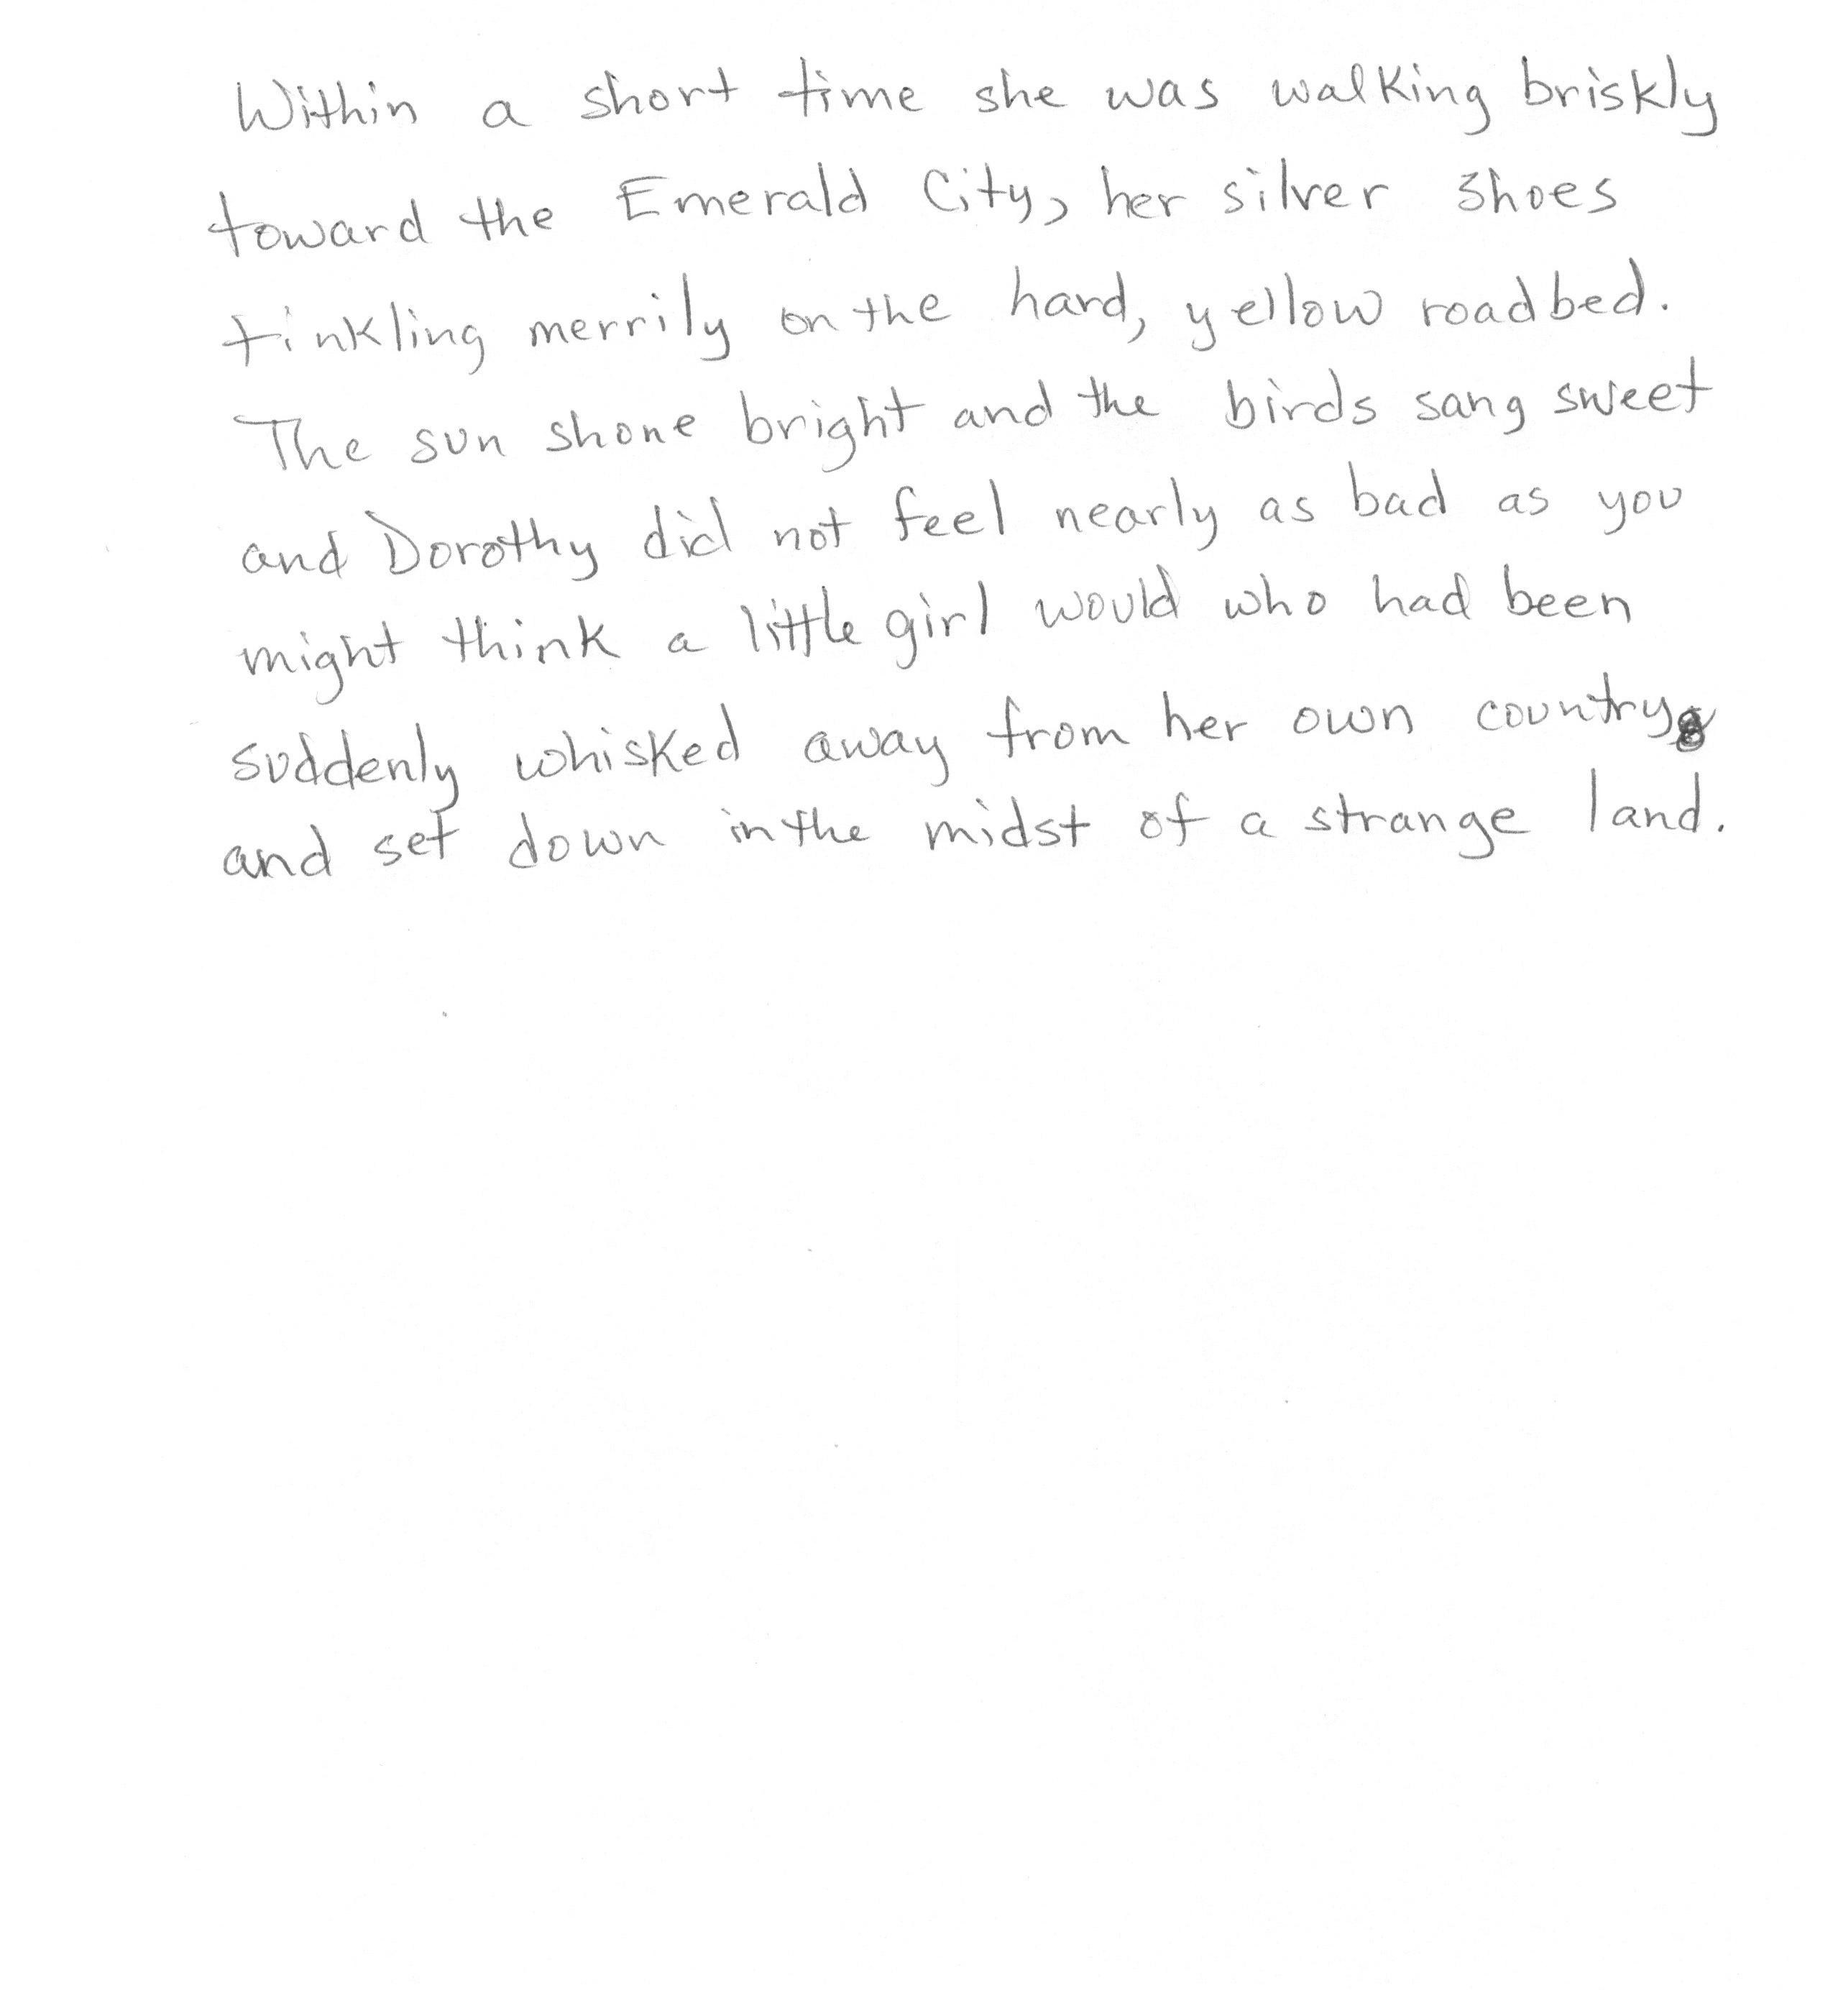 Within a short time she was walking briskly
toward the Emerald City, her silver shoes
tinkling merrily on the hard, yellow roadbed.
The sun shone bright and the birds sang sweet
and Dorothy did not feel nearly as bad as you
might think a little girl would who had been
suddenly whisked away from her own country
and set down in the midst of a strange land.